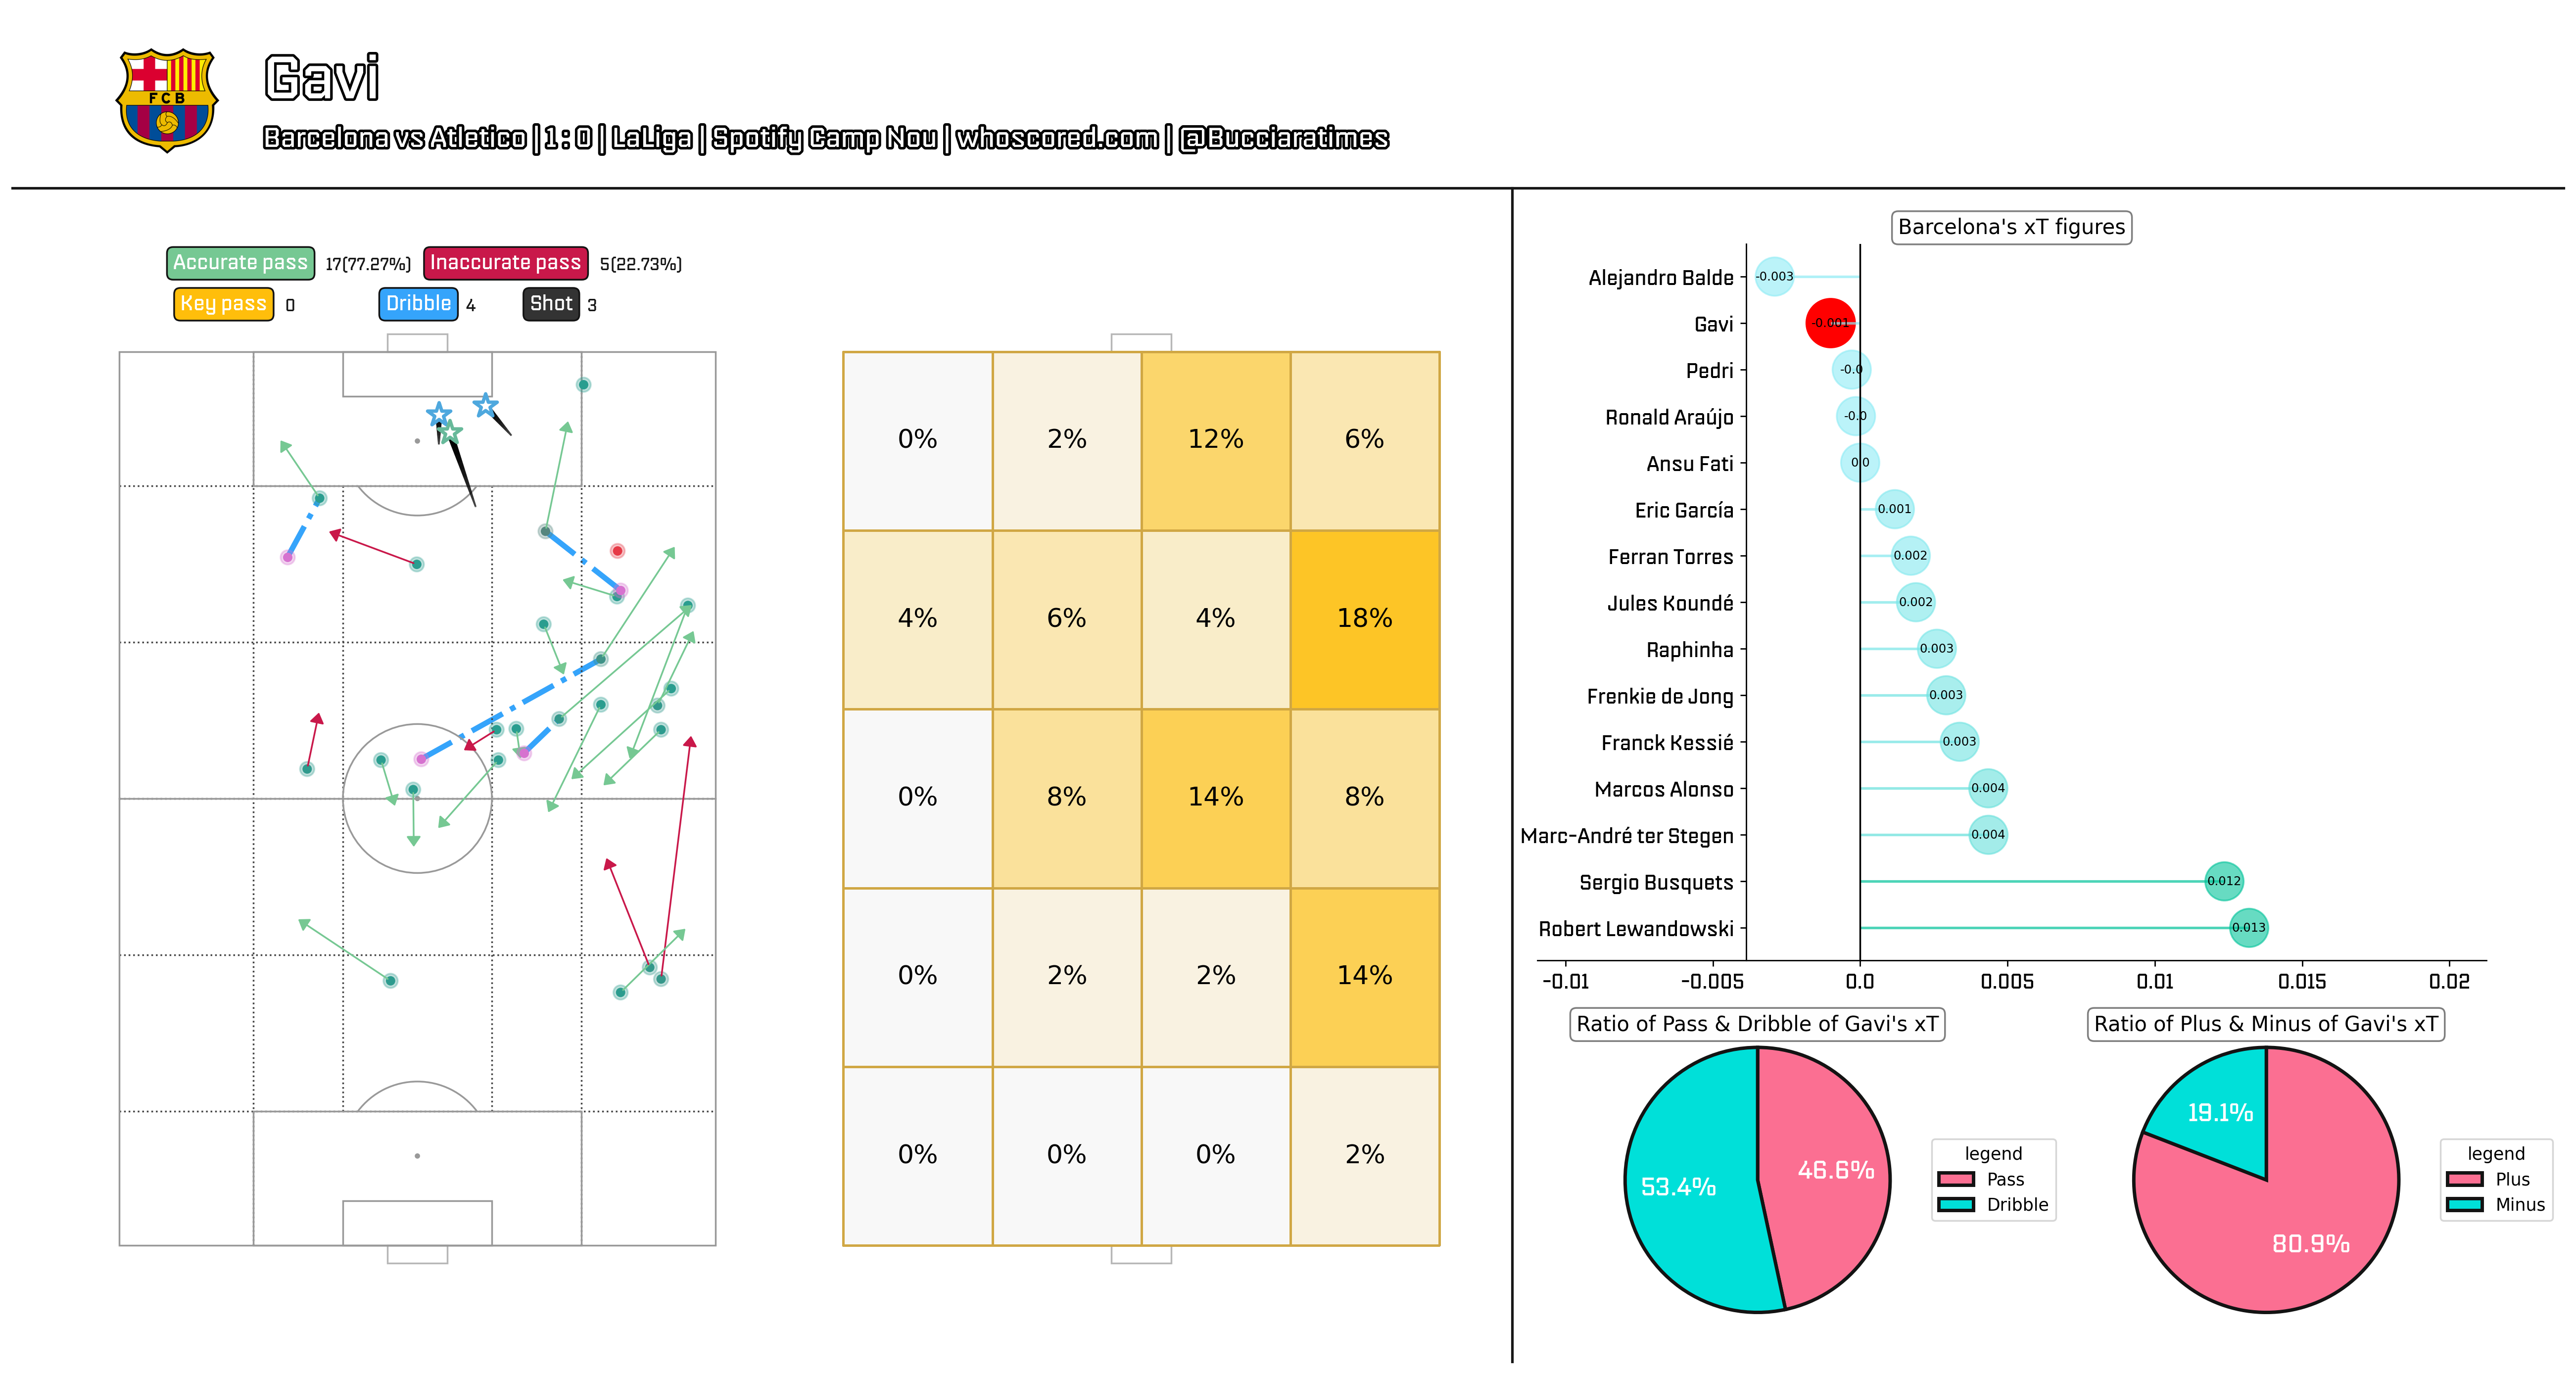 FCB
Gavi
Barcelona vs Atletico | 1 : 0 | LaLiga | Spotify Camp Nou | whoscored.com | @Bucciaratimes
Accurate pass 17(77.27%) Inaccurate pass 5(22.73%)
Key pass 0 Dribble 4 Shot 3
0% 2% 12% 6%
4% 6% 4% 18%
0% 8% 14% 8%
0% 2% 2% 14%
0% 0% 0% 2%
Barcelona's xT figures
Alejandro Balde -0.003
Gavi -0.001
Pedri -0.0
Ronald Araújo -0.0
Ansu Fati 0.0
Eric García 0.001
Ferran Torres 0.002
Jules Koundé 0.002
Raphinha 0.003
Frenkie de Jong 0.003
Franck Kessié 0.003
Marcos Alonso 0.004
Marc-André ter Stegen 0.004
Sergio Busquets 0.012
Robert Lewandowski 0.013
-0.01 -0.005 0.0 0.005 0.01 0.015 0.02
Ratio of Pass & Dribble of Gavi's xT
53.4% 46.6%
legend
Pass
Dribble
Ratio of Plus & Minus of Gavi's xT
19.1%
80.9%
legend
Plus
Minus